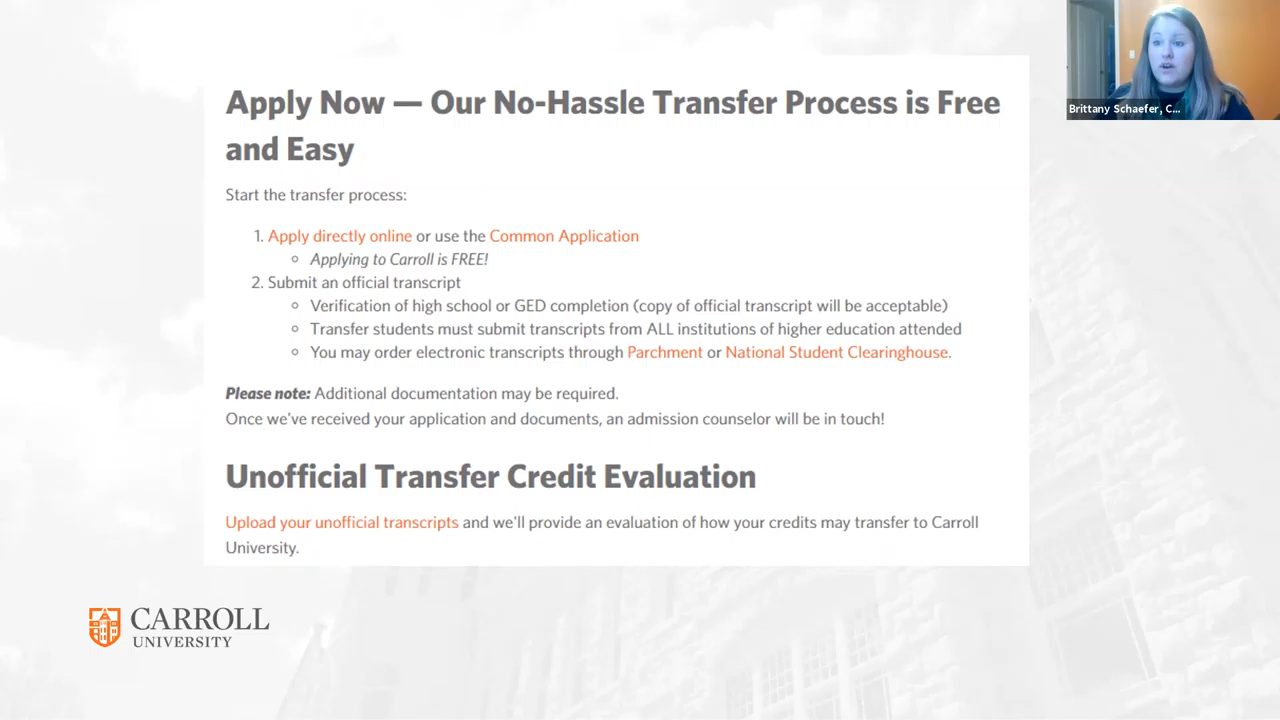 Apply Now — Our No-Hassle Transfer Process is Free
and Easy
Start the transfer process:
1. Apply directly online or use the Common Application
Applying to Carroll is FREE!
2. Submit an official transcript
Verification of high school or GED completion (copy of official transcript will be acceptable)
Transfer students must submit transcripts from ALL institutions of higher education attended
You may order electronic transcripts through Parchment or National Student Clearinghouse.
Please note: Additional documentation may be required.
Once we've received your application and documents, an admission counselor will be in touch!
Unofficial Transfer Credit Evaluation
Upload your unofficial transcripts and we'll provide an evaluation of how your credits may transfer to Carroll
University.
CARROLL
UNIVERSITY
Brittany Schaefer, C...